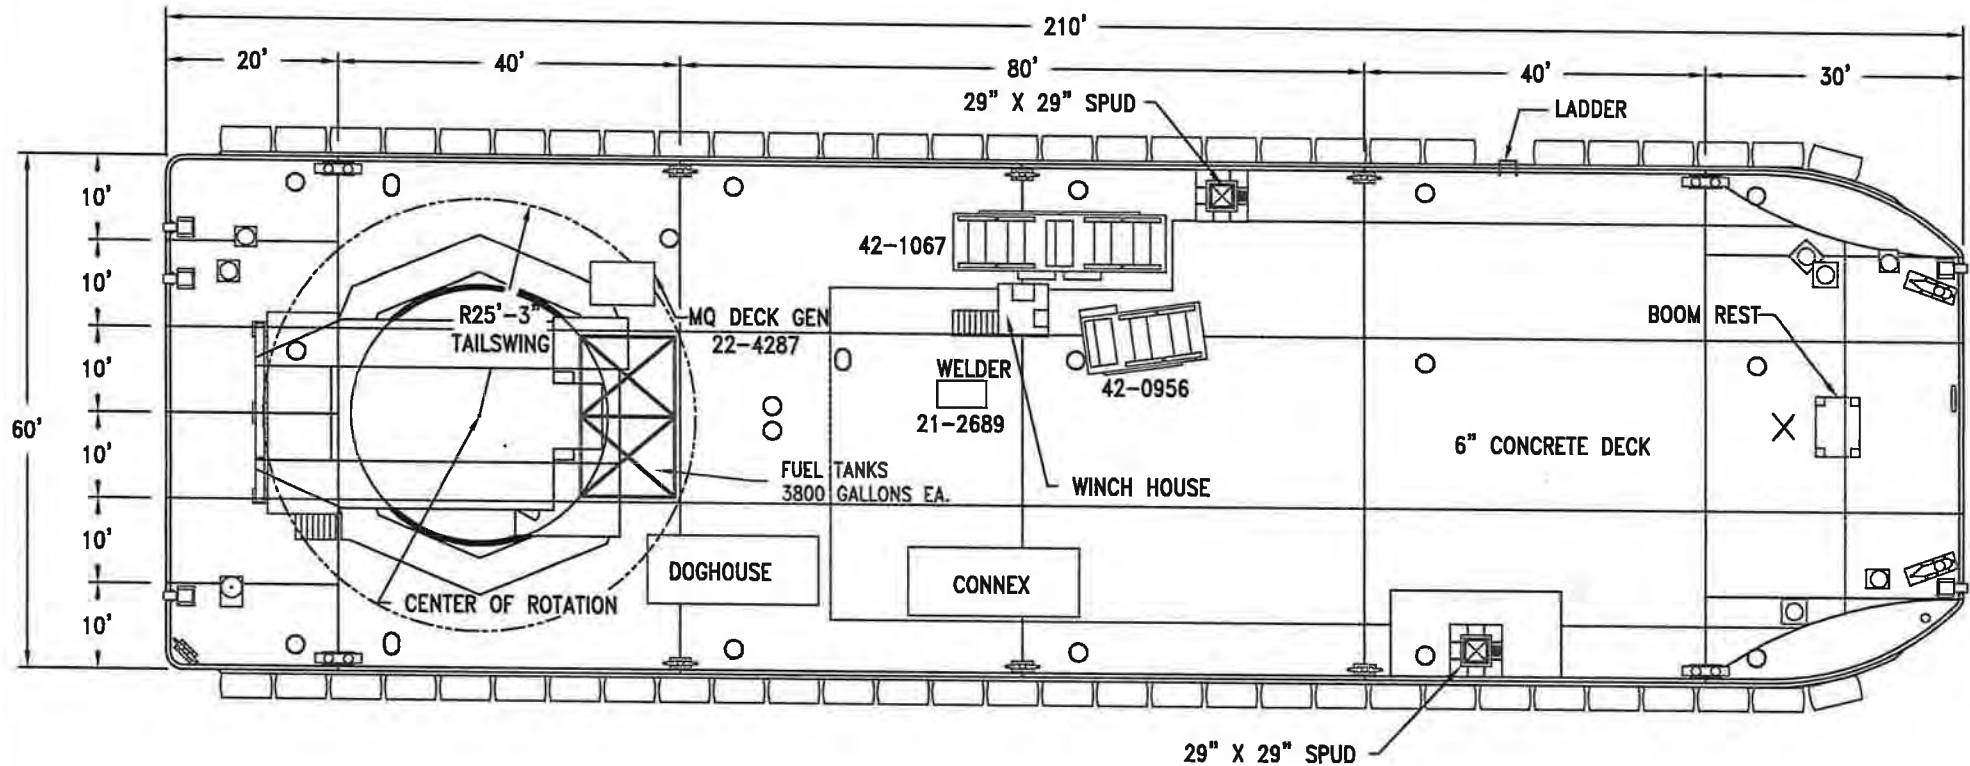 210'
20'
40'
80'
40'
30'
29" X 29" SPUD
LADDER
60'
10'
10'
10'
10'
10'
10'
42-1067
R25'-3"
TAILSWING
MQ DECK GEN
22-4287
BOOM REST
WELDER
21-2689
42-0956
6" CONCRETE DECK
FUEL TANKS
3800 GALLONS EA.
WINCH HOUSE
DOGHOUSE
CONNEX
CENTER OF ROTATION
29" X 29" SPUD